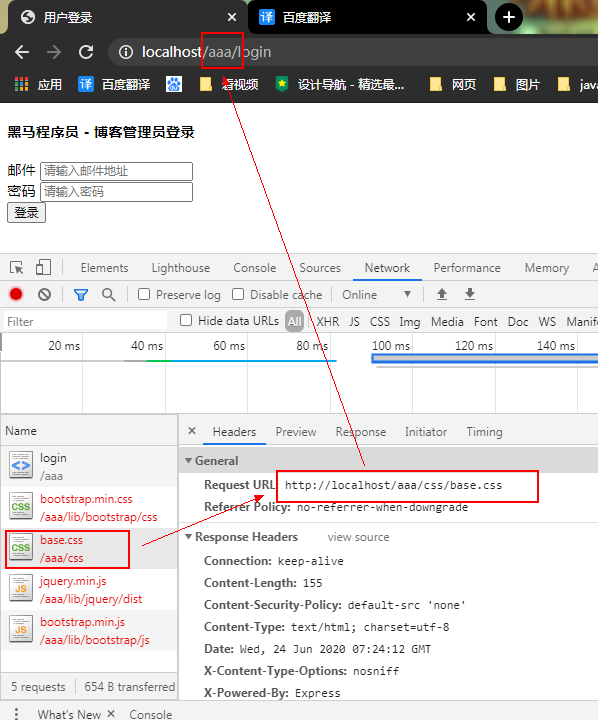 用户登录
百度翻译
localhost/aaa/login
应用
百度翻译
看视频
设计导航 - 精选最...
网页
图片
java
黑马程序员 - 博客管理员登录
邮件 请输入邮件地址
密码 请输入密码
登录
Elements Lighthouse Console Sources Network Performance Memory A
Preserve log Disable cache Online
Filter Hide data URLs All XHR JS CSS Img Media Font Doc WS Manife
20 ms 40 ms 60 ms 80 ms 100 ms 120 ms 140 ms
Name
Headers Preview Response Initiator Timing
login
/aaa
bootstrap.min.css
/aaa/lib/bootstrap/css
base.css
/aaa/css
jquery.min.js
/aaa/lib/jquery/dist
bootstrap.min.js
/aaa/lib/bootstrap/js
General
Request URL http://localhost/aaa/css/base.css
Referrer Policy: no-referrer-when-downgrade
Response Headers view source
Connection: keep-alive
Content-Length: 155
Content-Security-Policy: default-src 'none'
Content-Type: text/html; charset=utf-8
Date: Wed, 24 Jun 2020 07:24:12 GMT
X-Content-Type-Options: nosniff
X-Powered-By: Express
5 requests 654 B transferred
What's New Console